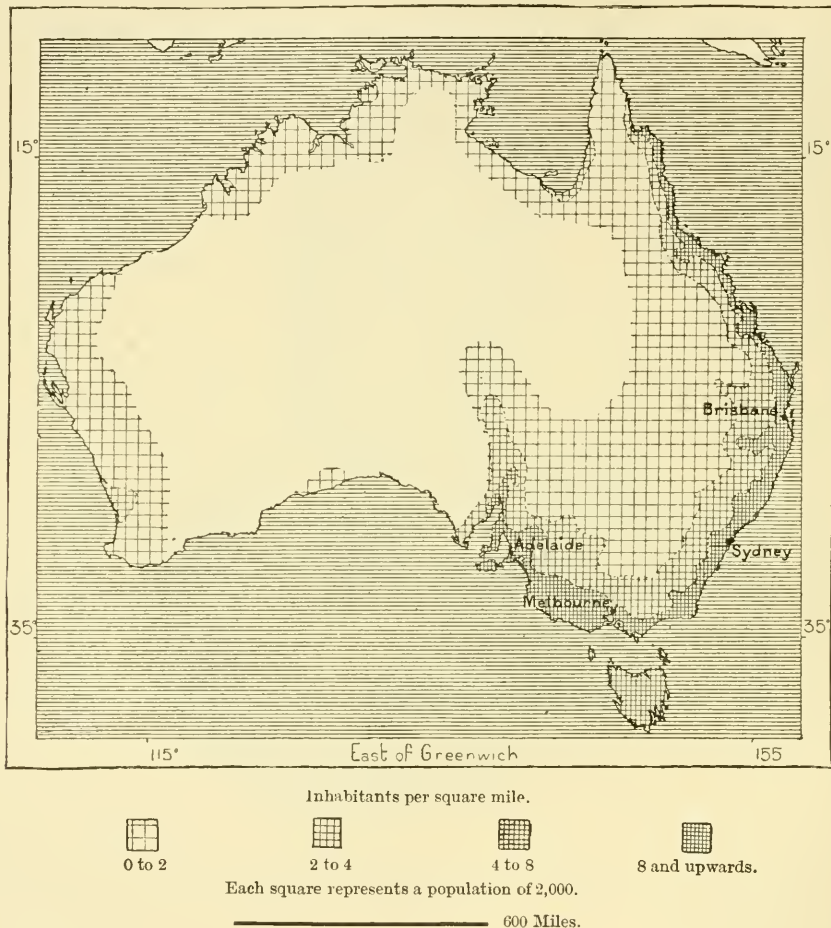 15°
15°
Brisbane
Adelaide
Sydney
Melbourne
35°
35°
115°
East of Greenwich
155
Inhabitants per square mile.
0 to 2
2 to 4
4 to 8
8 and upwards.
Each square represents a population of 2,000.
600 Miles.